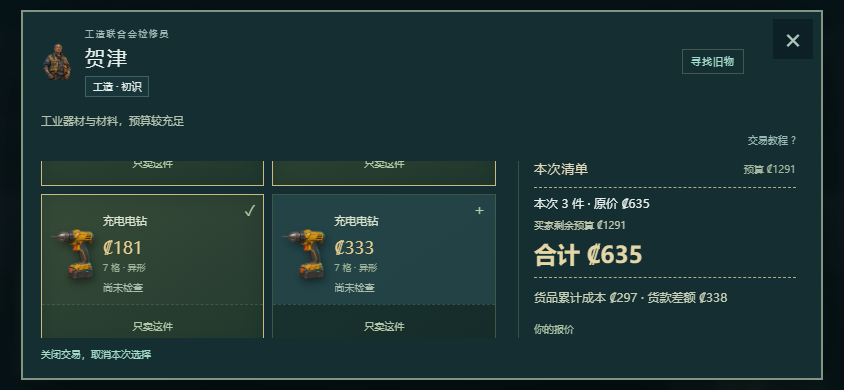 工造联合会检修员
贺津
工造 · 初识
寻找旧物
×
工业器材与材料，预算较充足
交易教程 ?
只卖这件
只卖这件
充电电钻
₡181
7 格 · 异形
尚未检查
只卖这件
✓
充电电钻
₡333
7 格 · 异形
尚未检查
只卖这件
+
本次清单
预算 ₡1291
本次 3 件 · 原价 ₡635
买家剩余预算 ₡1291
合计 ₡635
货品累计成本 ₡297 · 货款差额 ₡338
你的报价
关闭交易，取消本次选择